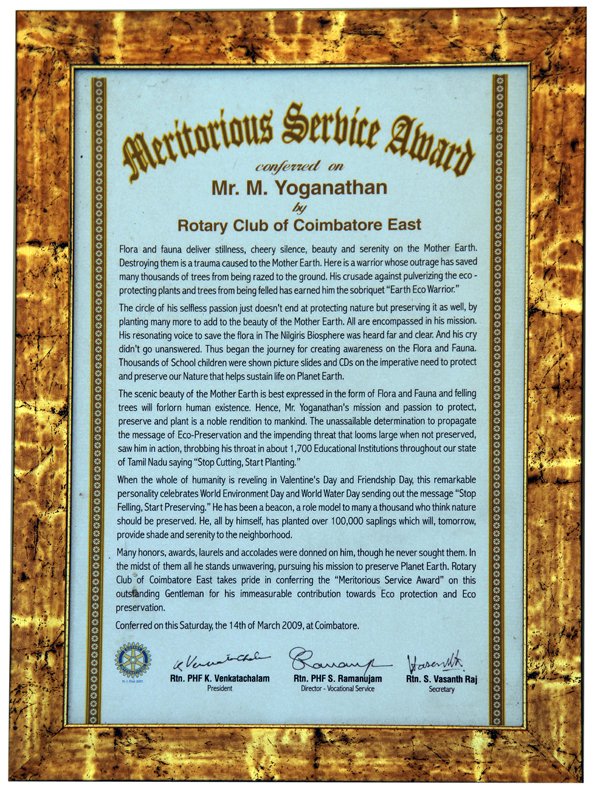 Meritorious Service Award
conferred on
Mr. M. Yoganathan
by
Rotary Club of Coimbatore East
Flora and fauna deliver stillness, cheery silence, beauty and serenity on the Mother Earth.
Destroying them is a trauma caused to the Mother Earth. Here is a warrior whose outrage has saved
many thousands of trees from being razed to the ground. His crusade against pulverizing the eco -
protecting plants and trees from being felled has earned him the sobriquet "Earth Eco Warrior."
The circle of his selfless passion just doesn't end at protecting nature but preserving it as well, by
planting many more to add to the beauty of the Mother Earth. All are encompassed in his mission.
His resonating voice to save the flora in The Nilgiris Biosphere was heard far and clear. And his cry
didn't go unanswered. Thus began the journey for creating awareness on the Flora and Fauna.
Thousands of School children were shown picture slides and CDs on the imperative need to protect
and preserve our Nature that helps sustain life on Planet Earth.
The scenic beauty of the Mother Earth is best expressed in the form of Flora and Fauna and felling
trees will forlorn human existence. Hence, Mr. Yoganathan's mission and passion to protect,
preserve and plant is a noble rendition to mankind. The unassailable determination to propagate
the message of Eco-Preservation and the impending threat that looms large when not preserved,
saw him in action, throbbing his throat in about 1,700 Educational Institutions throughout our state
of Tamil Nadu saying "Stop Cutting, Start Planting."
When the whole of humanity is reveling in Valentine's Day and Friendship Day, this remarkable
personality celebrates World Environment Day and World Water Day sending out the message "Stop
Felling, Start Preserving." He has been a beacon, a role model to many a thousand who think nature
should be preserved. He, all by himself, has planted over 100,000 saplings which will, tomorrow,
provide shade and serenity to the neighborhood.
Many honors, awards, laurels and accolades were donned on him, though he never sought them. In
the midst of them all he stands unwavering, pursuing his mission to preserve Planet Earth. Rotary
Club of Coimbatore East takes pride in conferring the "Meritorious Service Award" on this
outstanding Gentleman for his immeasurable contribution towards Eco protection and Eco
preservation.
Conferred on this Saturday, the 14th of March 2009, at Coimbatore.
Rtn. PHF K. Venkatachalam Rtn. PHF S. Ramanujam Rtn. S. Vasanth Raj
President Director - Vocational Service Secretary